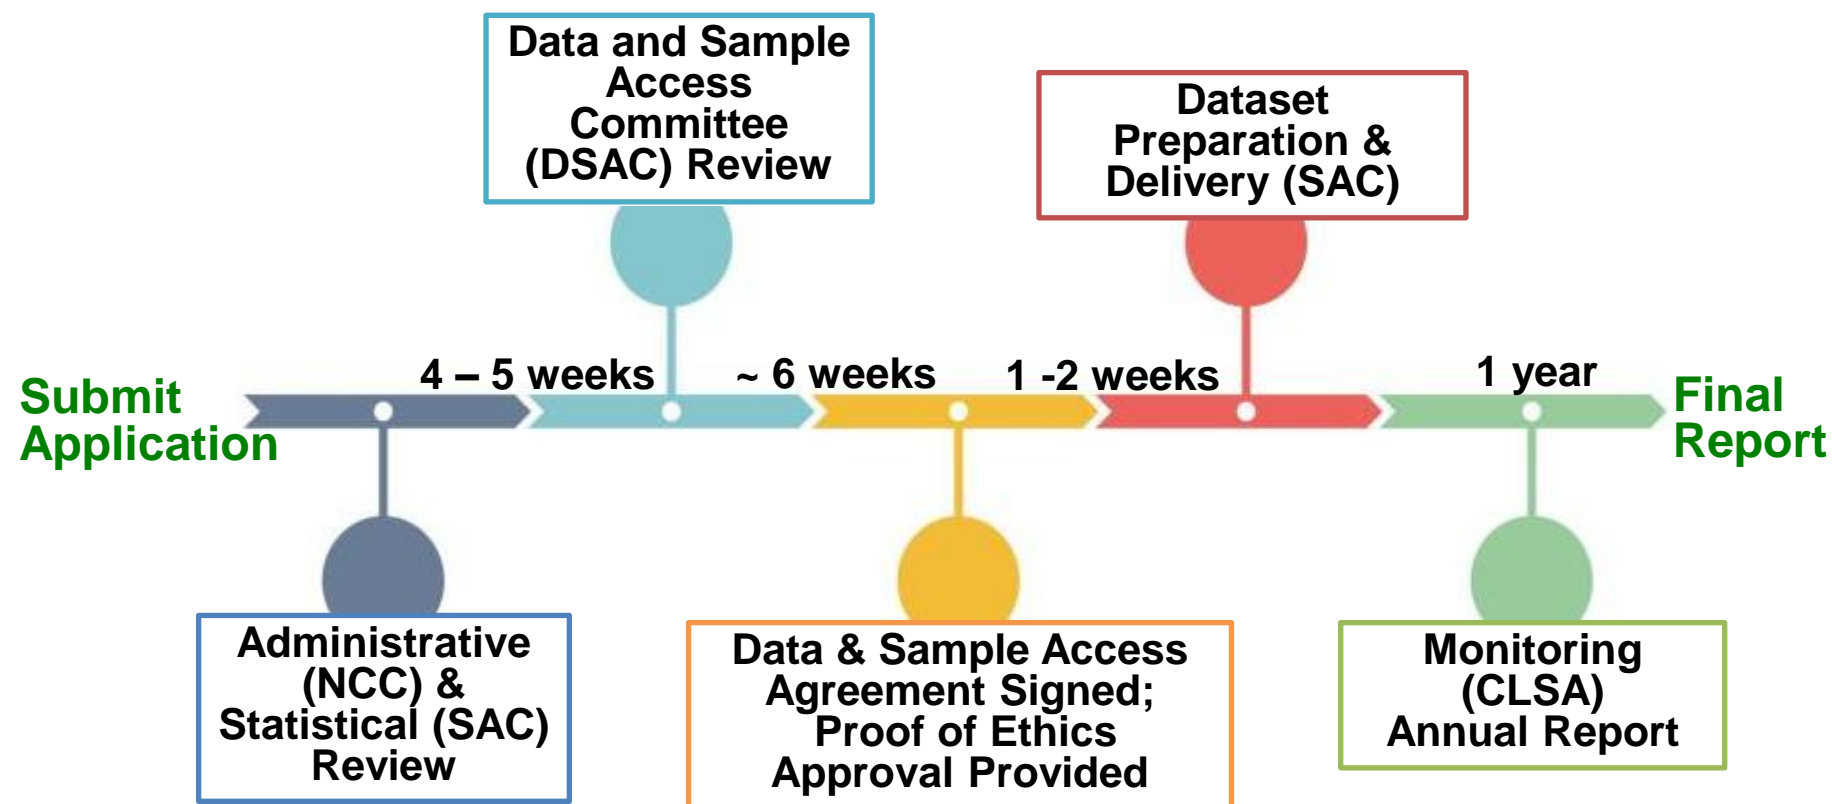 Data and Sample
Access
Committee
(DSAC) Review
Dataset
Preparation &
Delivery (SAC)
4 – 5 weeks
~ 6 weeks
1 -2 weeks
1 year
Submit
Application
Final
Report
Administrative
(NCC) &
Statistical (SAC)
Review
Data & Sample Access
Agreement Signed;
Proof of Ethics
Approval Provided
Monitoring
(CLSA)
Annual Report